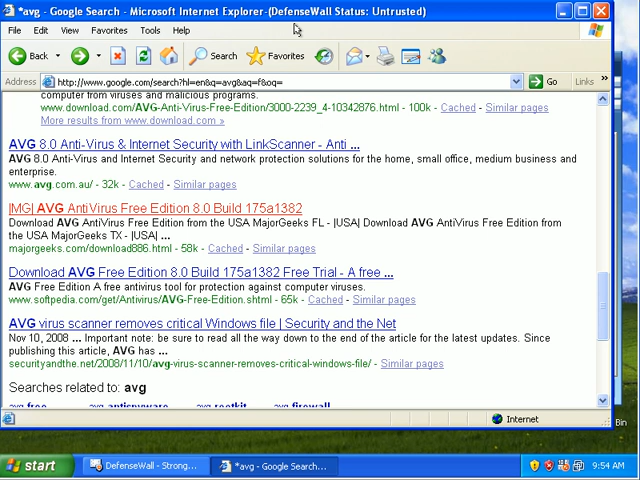 *avg - Google Search - Microsoft Internet Explorer-(DefenseWall Status: Untrusted)
File Edit View Favorites Tools Help
Back Search Favorites
Address http://www.google.com/search?hl=en&q=avg&aq=f&oq= Go Links »
computer from viruses and malicious programs.
www.download.com/AVG-Anti-Virus-Free-Edition/3000-2239_4-10342876.html - 100k - Cached - Similar pages
More results from www.download.com »
AVG 8.0 Anti-Virus & Internet Security with LinkScanner - Anti ...
AVG 8.0 Anti-Virus and Internet Security and network protection solutions for the home, small office, medium business and
enterprise.
www.avg.com.au/ - 32k - Cached - Similar pages
|MG| AVG AntiVirus Free Edition 8.0 Build 175a1382
Download AVG AntiVirus Free Edition from the USA MajorGeeks FL - |USA| Download AVG AntiVirus Free Edition from
the USA MajorGeeks TX - |USA| ...
majorgeeks.com/download886.html - 58k - Cached - Similar pages
Download AVG Free Edition 8.0 Build 175a1382 Free Trial - A free ...
AVG Free Edition A free antivirus tool for protection against computer viruses.
www.softpedia.com/get/Antivirus/AVG-Free-Edition.shtml - 65k - Cached - Similar pages
AVG virus scanner removes critical Windows file | Security and the Net
Nov 10, 2008 ... Important note: be sure to read all the way down to the end of the article for the latest updates. Since
publishing this article, AVG has ...
securityandthe.net/2008/11/10/avg-virus-scanner-removes-critical-windows-file/ - Similar pages
Searches related to: avg
avg free avg antispyware avg rootkit avg firewall
Internet
Bin
start DefenseWall - Strong... *avg - Google Search... 9:54 AM